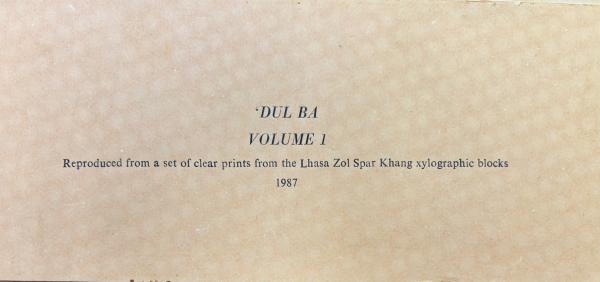 ‘DUL BA
VOLUME 1
Reproduced from a set of clear prints from the Lhasa Zol Spar Khang xylographic blocks
1987